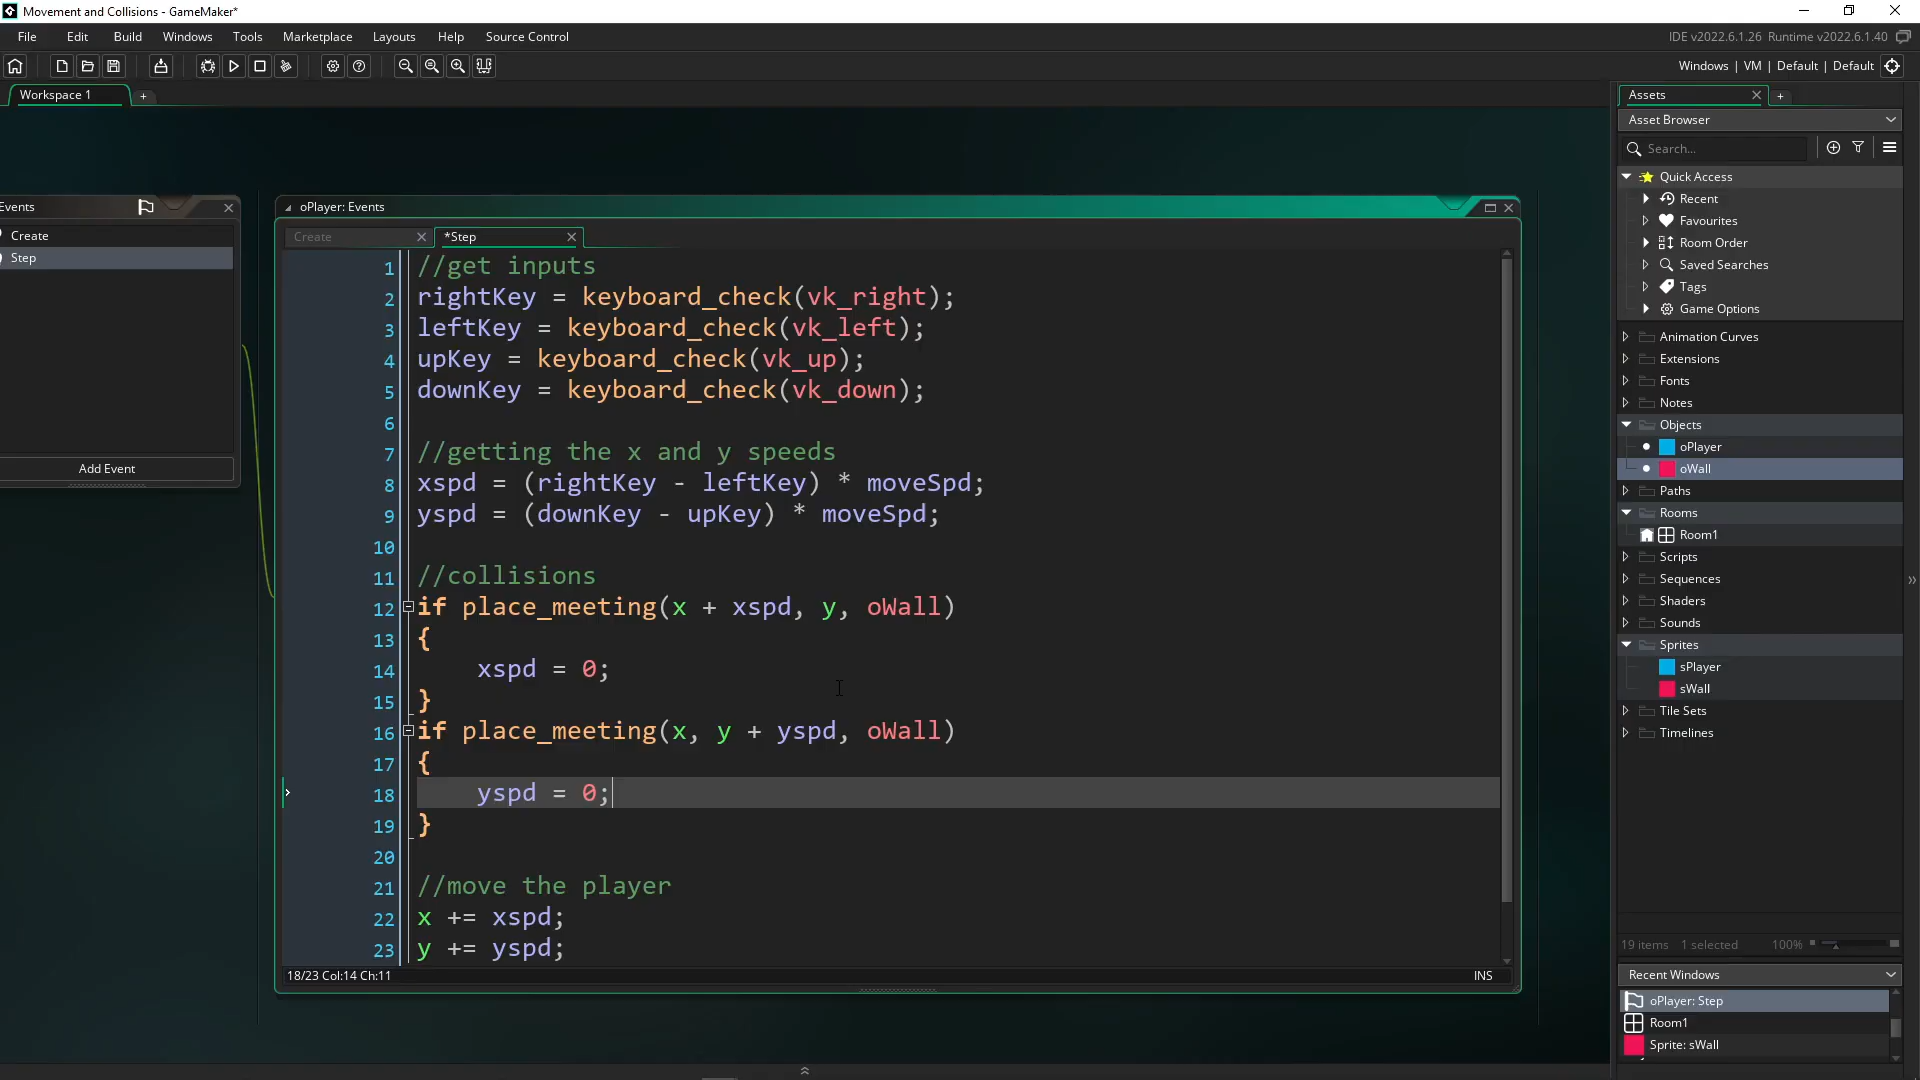 Movement and Collisions - GameMaker*
File Edit Build Windows Tools Marketplace Layouts Help Source Control
IDE v2022.6.1.26 Runtime v2022.6.1.40
Windows | VM | Default | Default
Workspace 1 +
Events
Create
Step
Add Event
oPlayer: Events
Create *Step
1 //get inputs
2 rightKey = keyboard_check(vk_right);
3 leftKey = keyboard_check(vk_left);
4 upKey = keyboard_check(vk_up);
5 downKey = keyboard_check(vk_down);
6
7 //getting the x and y speeds
8 xspd = (rightKey - leftKey) * moveSpd;
9 yspd = (downKey - upKey) * moveSpd;
10
11 //collisions
12 if place_meeting(x + xspd, y, oWall)
13 {
14 xspd = 0;
15 }
16 if place_meeting(x, y + yspd, oWall)
17 {
18 yspd = 0;
19 }
20
21 //move the player
22 x += xspd;
23 y += yspd;
18/23 Col:14 Ch:11 INS
Assets +
Asset Browser
Search...
Quick Access
Recent
Favourites
Room Order
Saved Searches
Tags
Game Options
Animation Curves
Extensions
Fonts
Notes
Objects
oPlayer
oWall
Paths
Rooms
Room1
Scripts
Sequences
Shaders
Sounds
Sprites
sPlayer
sWall
Tile Sets
Timelines
19 items 1 selected 100%
Recent Windows
oPlayer: Step
Room1
Sprite: sWall